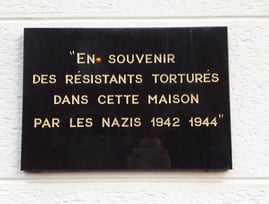 "EN SOUVENIR
DES RÉSISTANTS TORTURÉS
DANS CETTE MAISON
PAR LES NAZIS 1942 1944"